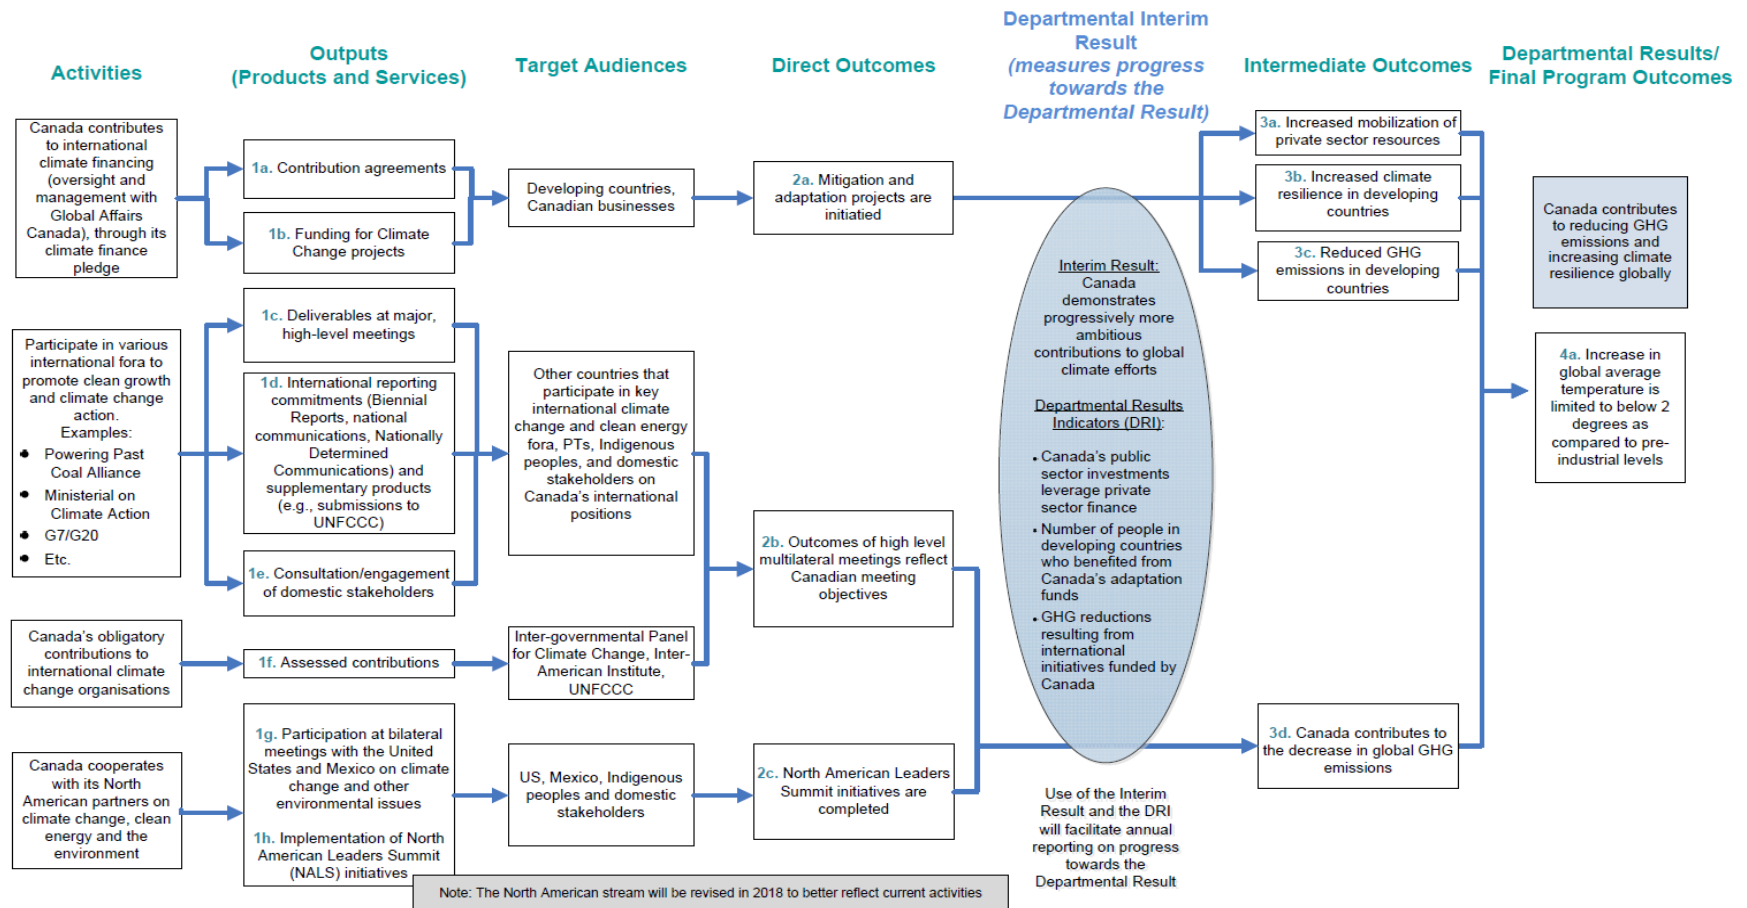 Activities
Outputs
(Products and Services)
Target Audiences
Direct Outcomes
Departmental Interim
Result
(measures progress
towards the
Departmental Result)
Intermediate Outcomes
Departmental Results/
Final Program Outcomes
Canada contributes
to international
climate financing
(oversight and
management with
Global Affairs
Canada), through its
climate finance
pledge
1a. Contribution agreements
1b. Funding for Climate
Change projects
Developing countries,
Canadian businesses
2a. Mitigation and
adaptation projects are
initiatied
3a. Increased mobilization of
private sector resources
3b. Increased climate
resilience in developing
countries
3c. Reduced GHG
emissions in developing
countries
Canada contributes
to reducing GHG
emissions and
increasing climate
resilience globally
4a. Increase in
global average
temperature is
limited to below 2
degrees as
compared to pre-
industrial levels
Participate in various
international fora to
promote clean growth
and climate change
action.
Examples:
• Powering Past
Coal Alliance
• Ministerial on
Climate Action
• G7/G20
• Etc.
1c. Deliverables at major,
high-level meetings
1d. International reporting
commitments (Biennial
Reports, national
communications, Nationally
Determined
Communications) and
supplementary products
(e.g., submissions to
UNFCCC)
1e. Consultation/engagement
of domestic stakeholders
Other countries that
participate in key
international climate
change and clean energy
fora, PTs, Indigenous
peoples, and domestic
stakeholders on
Canada's international
positions
2b. Outcomes of high level
multilateral meetings reflect
Canadian meeting
objectives
Interim Result:
Canada
demonstrates
progressively more
ambitious
contributions to global
climate efforts
Departmental Results
Indicators (DRI):
• Canada's public
sector investments
leverage private
sector finance
• Number of people in
developing countries
who benefited from
Canada's adaptation
funds
• GHG reductions
resulting from
international
initiatives funded by
Canada
Canada's obligatory
contributions to
international climate
change organisations
1f. Assessed contributions
Inter-governmental Panel
for Climate Change, Inter-
American Institute,
UNFCCC
Canada cooperates
with its North
American partners on
climate change, clean
energy and the
environment
1g. Participation at bilateral
meetings with the United
States and Mexico on climate
change and other
environmental issues
1h. Implementation of North
American Leaders Summit
(NALS) initiatives
US, Mexico, Indigenous
peoples and domestic
stakeholders
2c. North American Leaders
Summit initiatives are
completed
3d. Canada contributes to
the decrease in global GHG
emissions
Use of the Interim
Result and the DRI
will facilitate annual
reporting on progress
towards the
Departmental Result
Note: The North American stream will be revised in 2018 to better reflect current activities